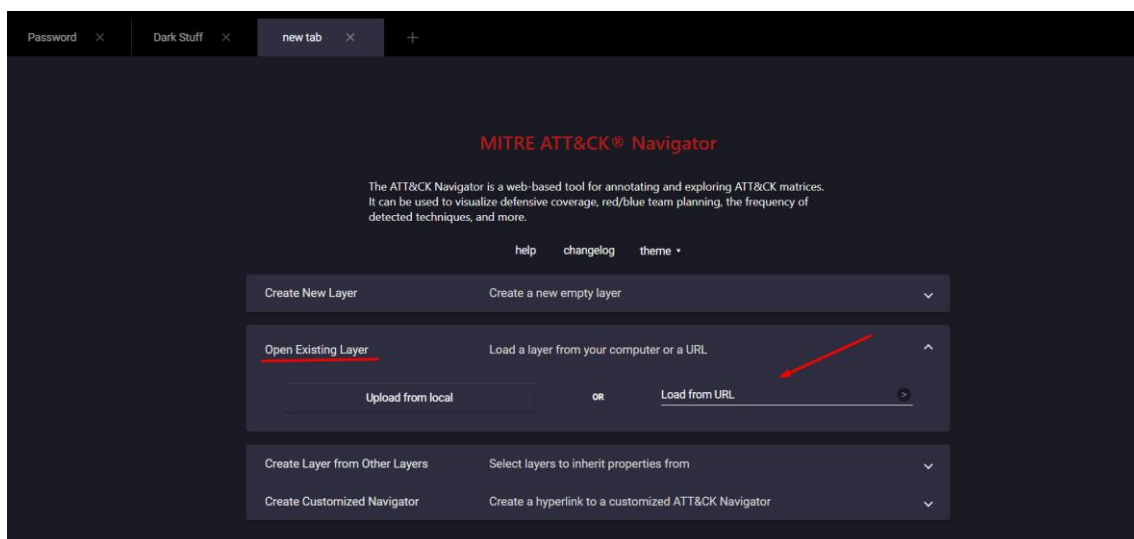 Password × Dark Stuff × new tab × +
MITRE ATT&CK® Navigator
The ATT&CK Navigator is a web-based tool for annotating and exploring ATT&CK matrices.
It can be used to visualize defensive coverage, red/blue team planning, the frequency of
detected techniques, and more.
help changelog theme ▾
Create New Layer Create a new empty layer
Open Existing Layer Load a layer from your computer or a URL
Upload from local OR Load from URL >
Create Layer from Other Layers Select layers to inherit properties from
Create Customized Navigator Create a hyperlink to a customized ATT&CK Navigator